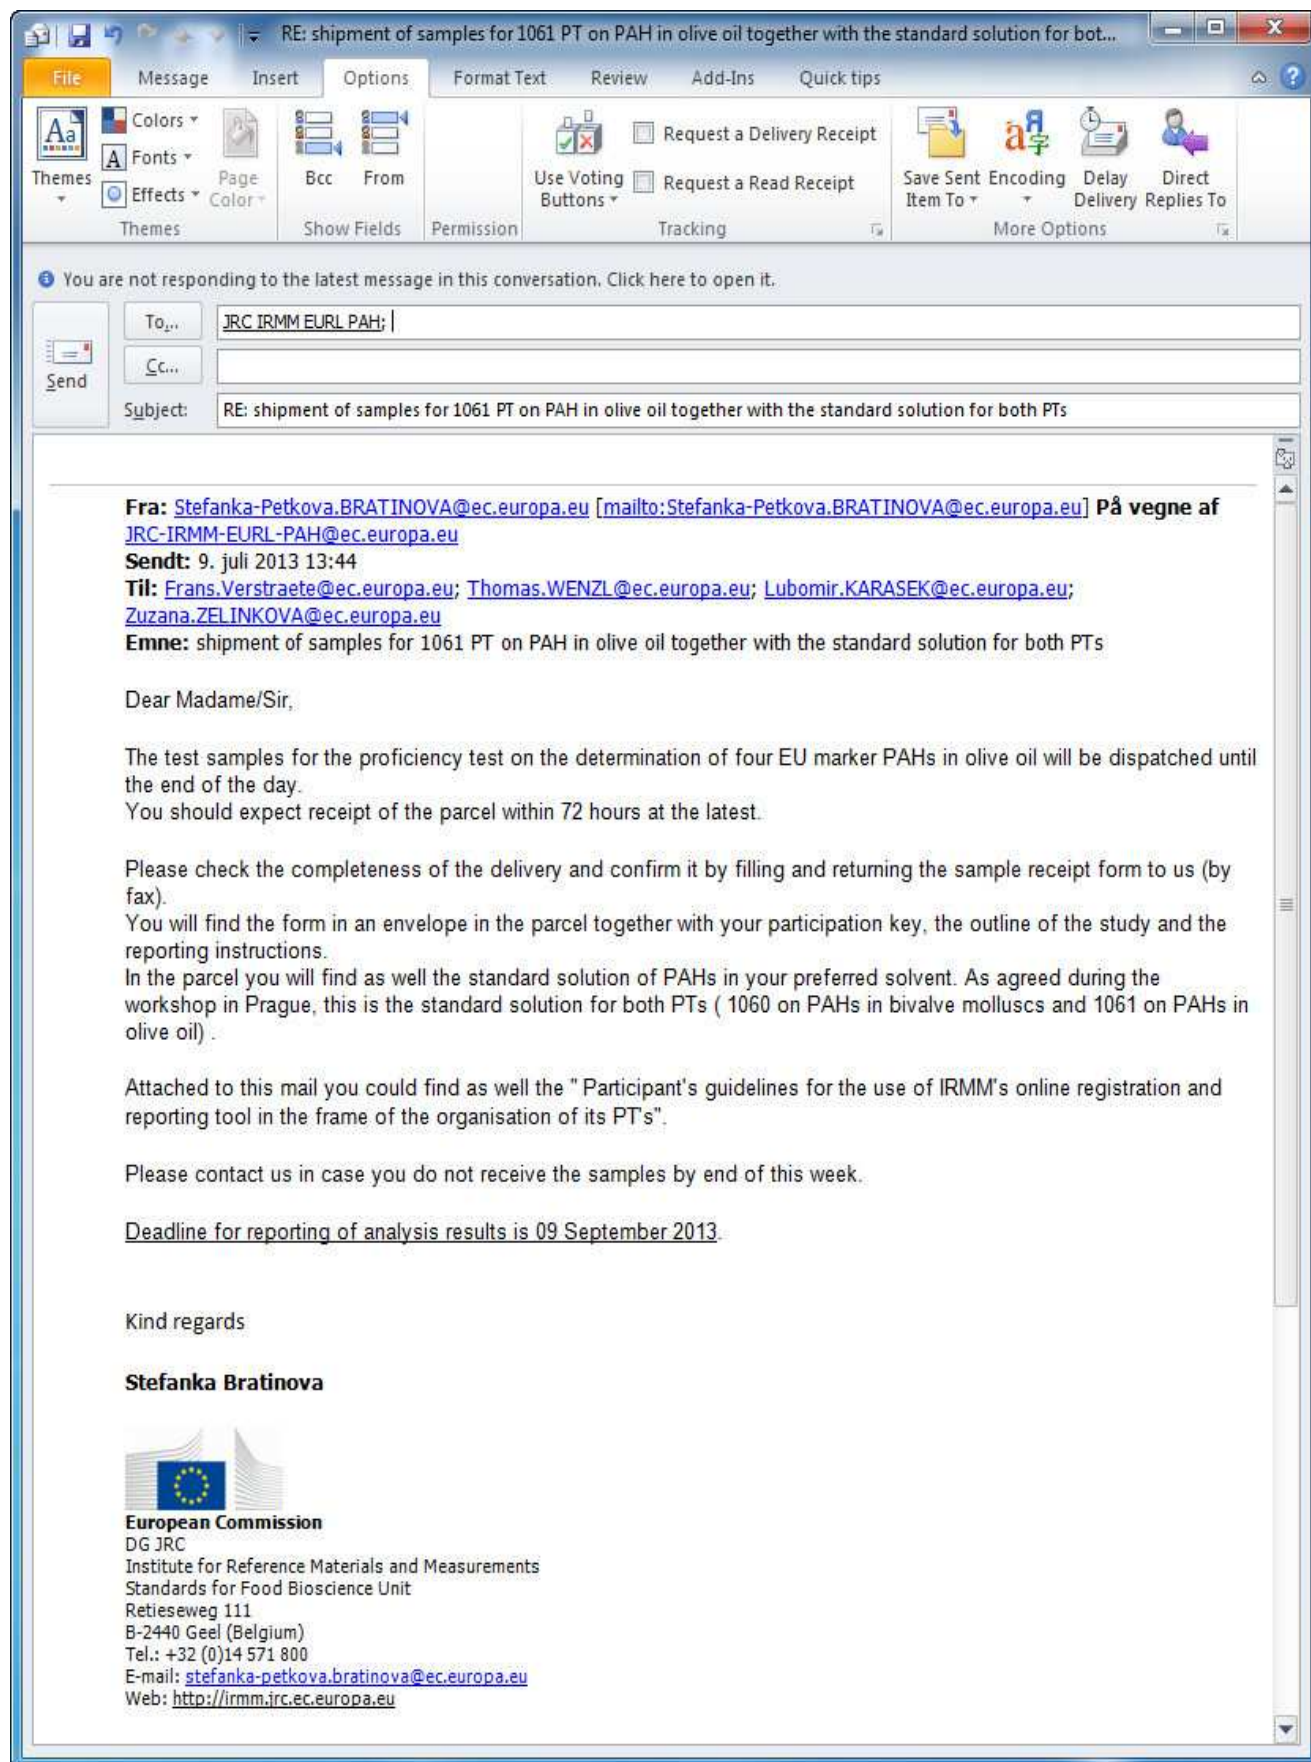 RE: shipment of samples for 1061 PT on PAH in olive oil together with the standard solution for bot...
File Message Insert Options Format Text Review Add-Ins Quick tips
Themes
Colors
Fonts
Effects
Page Color
Themes
Bcc From
Show Fields
Permission
Use Voting Buttons
Request a Delivery Receipt
Request a Read Receipt
Tracking
Save Sent Item To
Encoding
Delay Delivery
Direct Replies To
More Options
You are not responding to the latest message in this conversation. Click here to open it.
Send
To... JRC IRMM EURL PAH;
Cc...
Subject: RE: shipment of samples for 1061 PT on PAH in olive oil together with the standard solution for both PTs
Fra: Stefanka-Petkova.BRATINOVA@ec.europa.eu [mailto:Stefanka-Petkova.BRATINOVA@ec.europa.eu] På vegne af
JRC-IRMM-EURL-PAH@ec.europa.eu
Sendt: 9. juli 2013 13:44
Til: Frans.Verstraete@ec.europa.eu; Thomas.WENZL@ec.europa.eu; Lubomir.KARASEK@ec.europa.eu;
Zuzana.ZELINKOVA@ec.europa.eu
Emne: shipment of samples for 1061 PT on PAH in olive oil together with the standard solution for both PTs
Dear Madame/Sir,
The test samples for the proficiency test on the determination of four EU marker PAHs in olive oil will be dispatched until
the end of the day.
You should expect receipt of the parcel within 72 hours at the latest.
Please check the completeness of the delivery and confirm it by filling and returning the sample receipt form to us (by
fax).
You will find the form in an envelope in the parcel together with your participation key, the outline of the study and the
reporting instructions.
In the parcel you will find as well the standard solution of PAHs in your preferred solvent. As agreed during the
workshop in Prague, this is the standard solution for both PTs ( 1060 on PAHs in bivalve molluscs and 1061 on PAHs in
olive oil) .
Attached to this mail you could find as well the " Participant's guidelines for the use of IRMM's online registration and
reporting tool in the frame of the organisation of its PT's".
Please contact us in case you do not receive the samples by end of this week.
Deadline for reporting of analysis results is 09 September 2013.
Kind regards
Stefanka Bratinova
European Commission
DG JRC
Institute for Reference Materials and Measurements
Standards for Food Bioscience Unit
Retieseweg 111
B-2440 Geel (Belgium)
Tel.: +32 (0)14 571 800
E-mail: stefanka-petkova.bratinova@ec.europa.eu
Web: http://irmm.jrc.ec.europa.eu